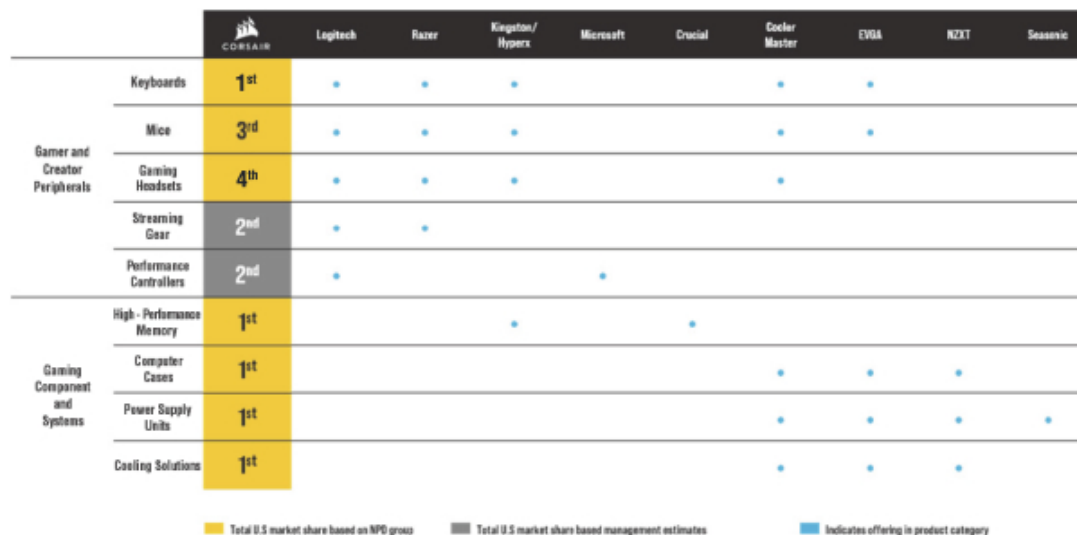 CORSAIR
Logitech
Razer
Kingston/
Hyperx
Microsoft
Crucial
Cooler
Master
EVGA
NZXT
Seasonic
Gamer and
Creator
Peripherals
Keyboards
1st
Mice
3rd
Gaming
Headsets
4th
Streaming
Gear
2nd
Performance
Controllers
2nd
Gaming
Component
and
Systems
High - Performance
Memory
1st
Computer
Cases
1st
Power Supply
Units
1st
Cooling Solutions
1st
Total U.S market share based on NPD group
Total U.S market share based management estimates
Indicates offering in product category